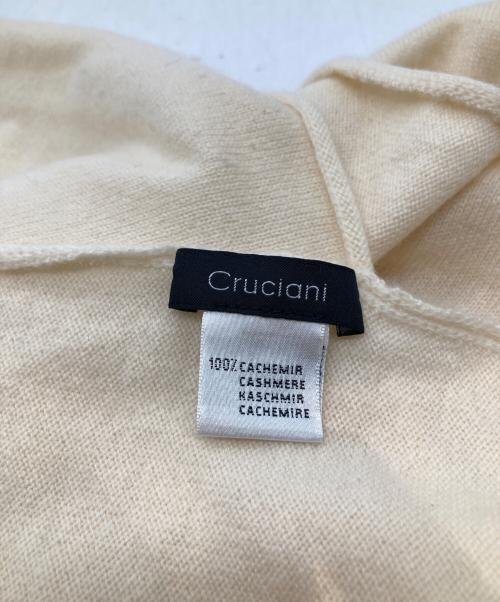 Cruciani
100% CACHEMIR
CASHMERE
KASCHMIR
CACHEMIRE